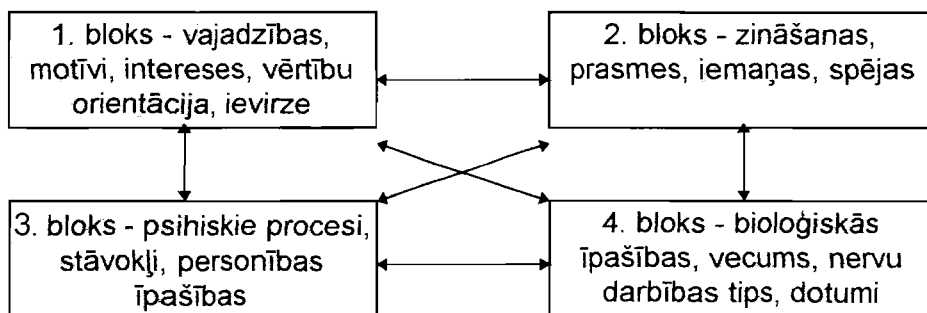 1. bloks - vajadzības,
motīvi, intereses, vērtību
orientācija, ievirze
2. bloks - zināšanas,
prasmes, iemaņas, spējas
3. bloks - psihiskie procesi,
stāvokļi, personības
īpašības
4. bloks - bioloģiskās
īpašības, vecums, nervu
darbības tips, dotumi